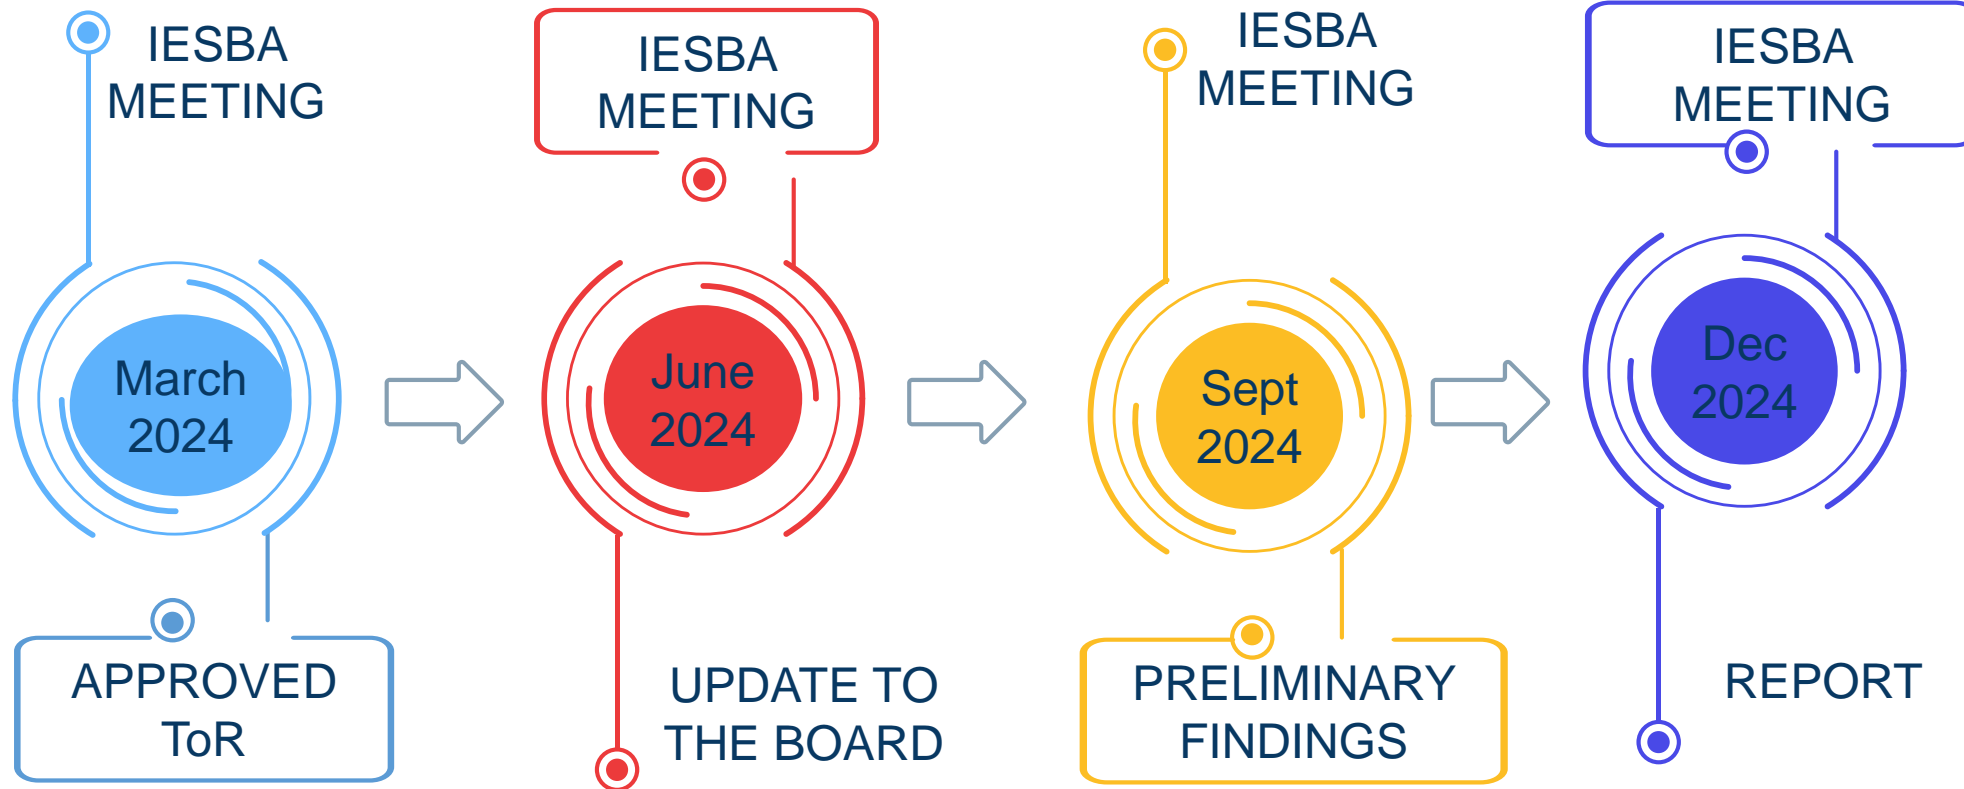 IESBA
MEETING
March
2024
APPROVED
ToR
IESBA
MEETING
June
2024
UPDATE TO
THE BOARD
IESBA
MEETING
Sept
2024
PRELIMINARY
FINDINGS
IESBA
MEETING
Dec
2024
REPORT